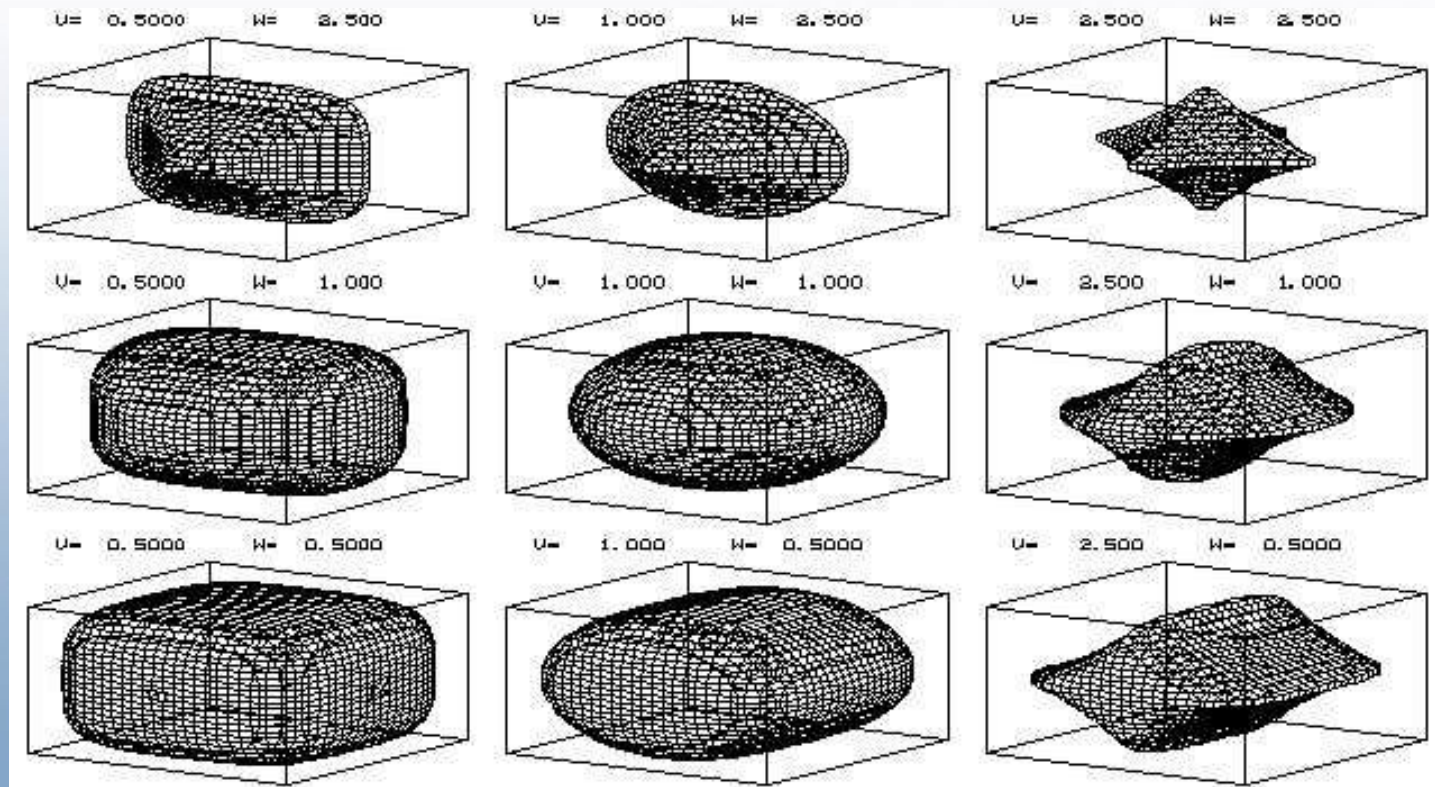 V= 0.5000 W= 2.500 V= 1.000 W= 2.500 V= 2.500 W= 2.500
V= 0.5000 W= 1.000 V= 1.000 W= 1.000 V= 2.500 W= 1.000
V= 0.5000 W= 0.5000 V= 1.000 W= 0.5000 V= 2.500 W= 0.5000